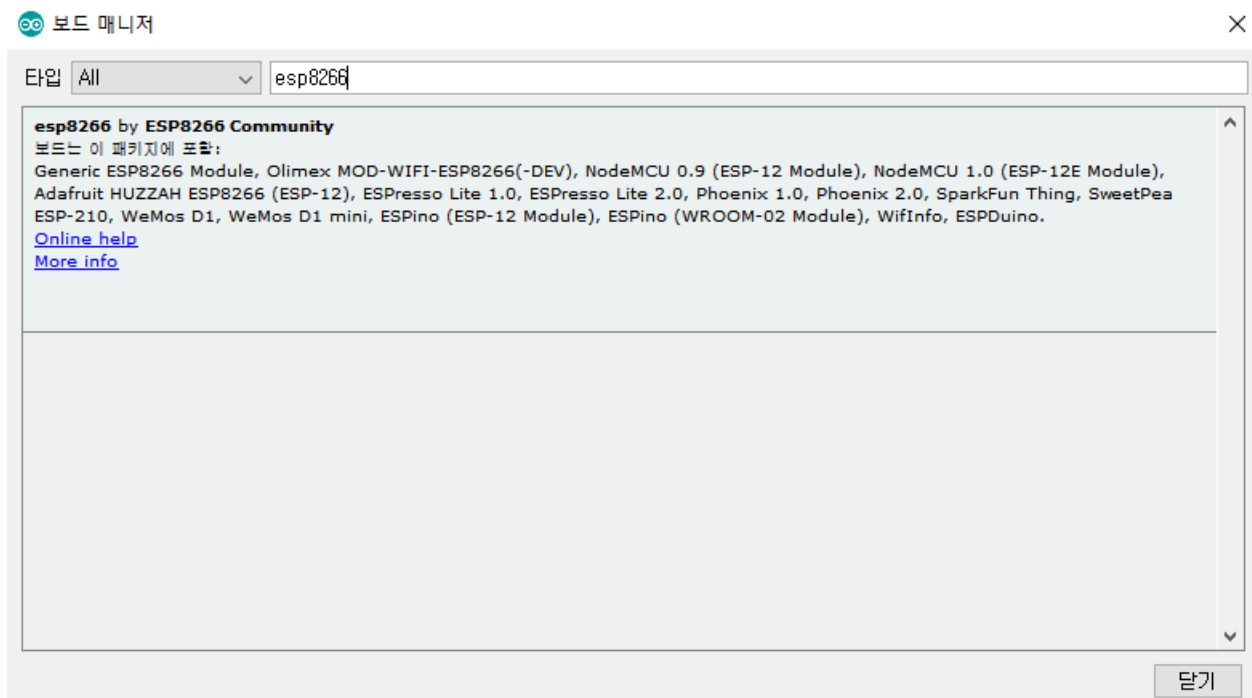 보드 매니저
타입 All esp8266
esp8266 by ESP8266 Community
보드는 이 패키지에 포함:
Generic ESP8266 Module, Olimex MOD-WIFI-ESP8266(-DEV), NodeMCU 0.9 (ESP-12 Module), NodeMCU 1.0 (ESP-12E Module),
Adafruit HUZZAH ESP8266 (ESP-12), ESPresso Lite 1.0, ESPresso Lite 2.0, Phoenix 1.0, Phoenix 2.0, SparkFun Thing, SweetPea
ESP-210, WeMos D1, WeMos D1 mini, ESPino (ESP-12 Module), ESPino (WROOM-02 Module), WifInfo, ESPDuino.
Online help
More info
닫기